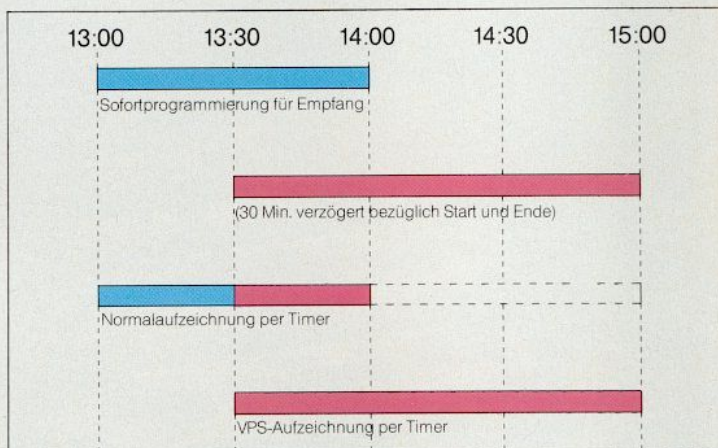 13:00 13:30 14:00 14:30 15:00
Sofortprogrammierung für Empfang
(30 Min. verzögert bezüglich Start und Ende)
Normalaufzeichnung per Timer
VPS-Aufzeichnung per Timer